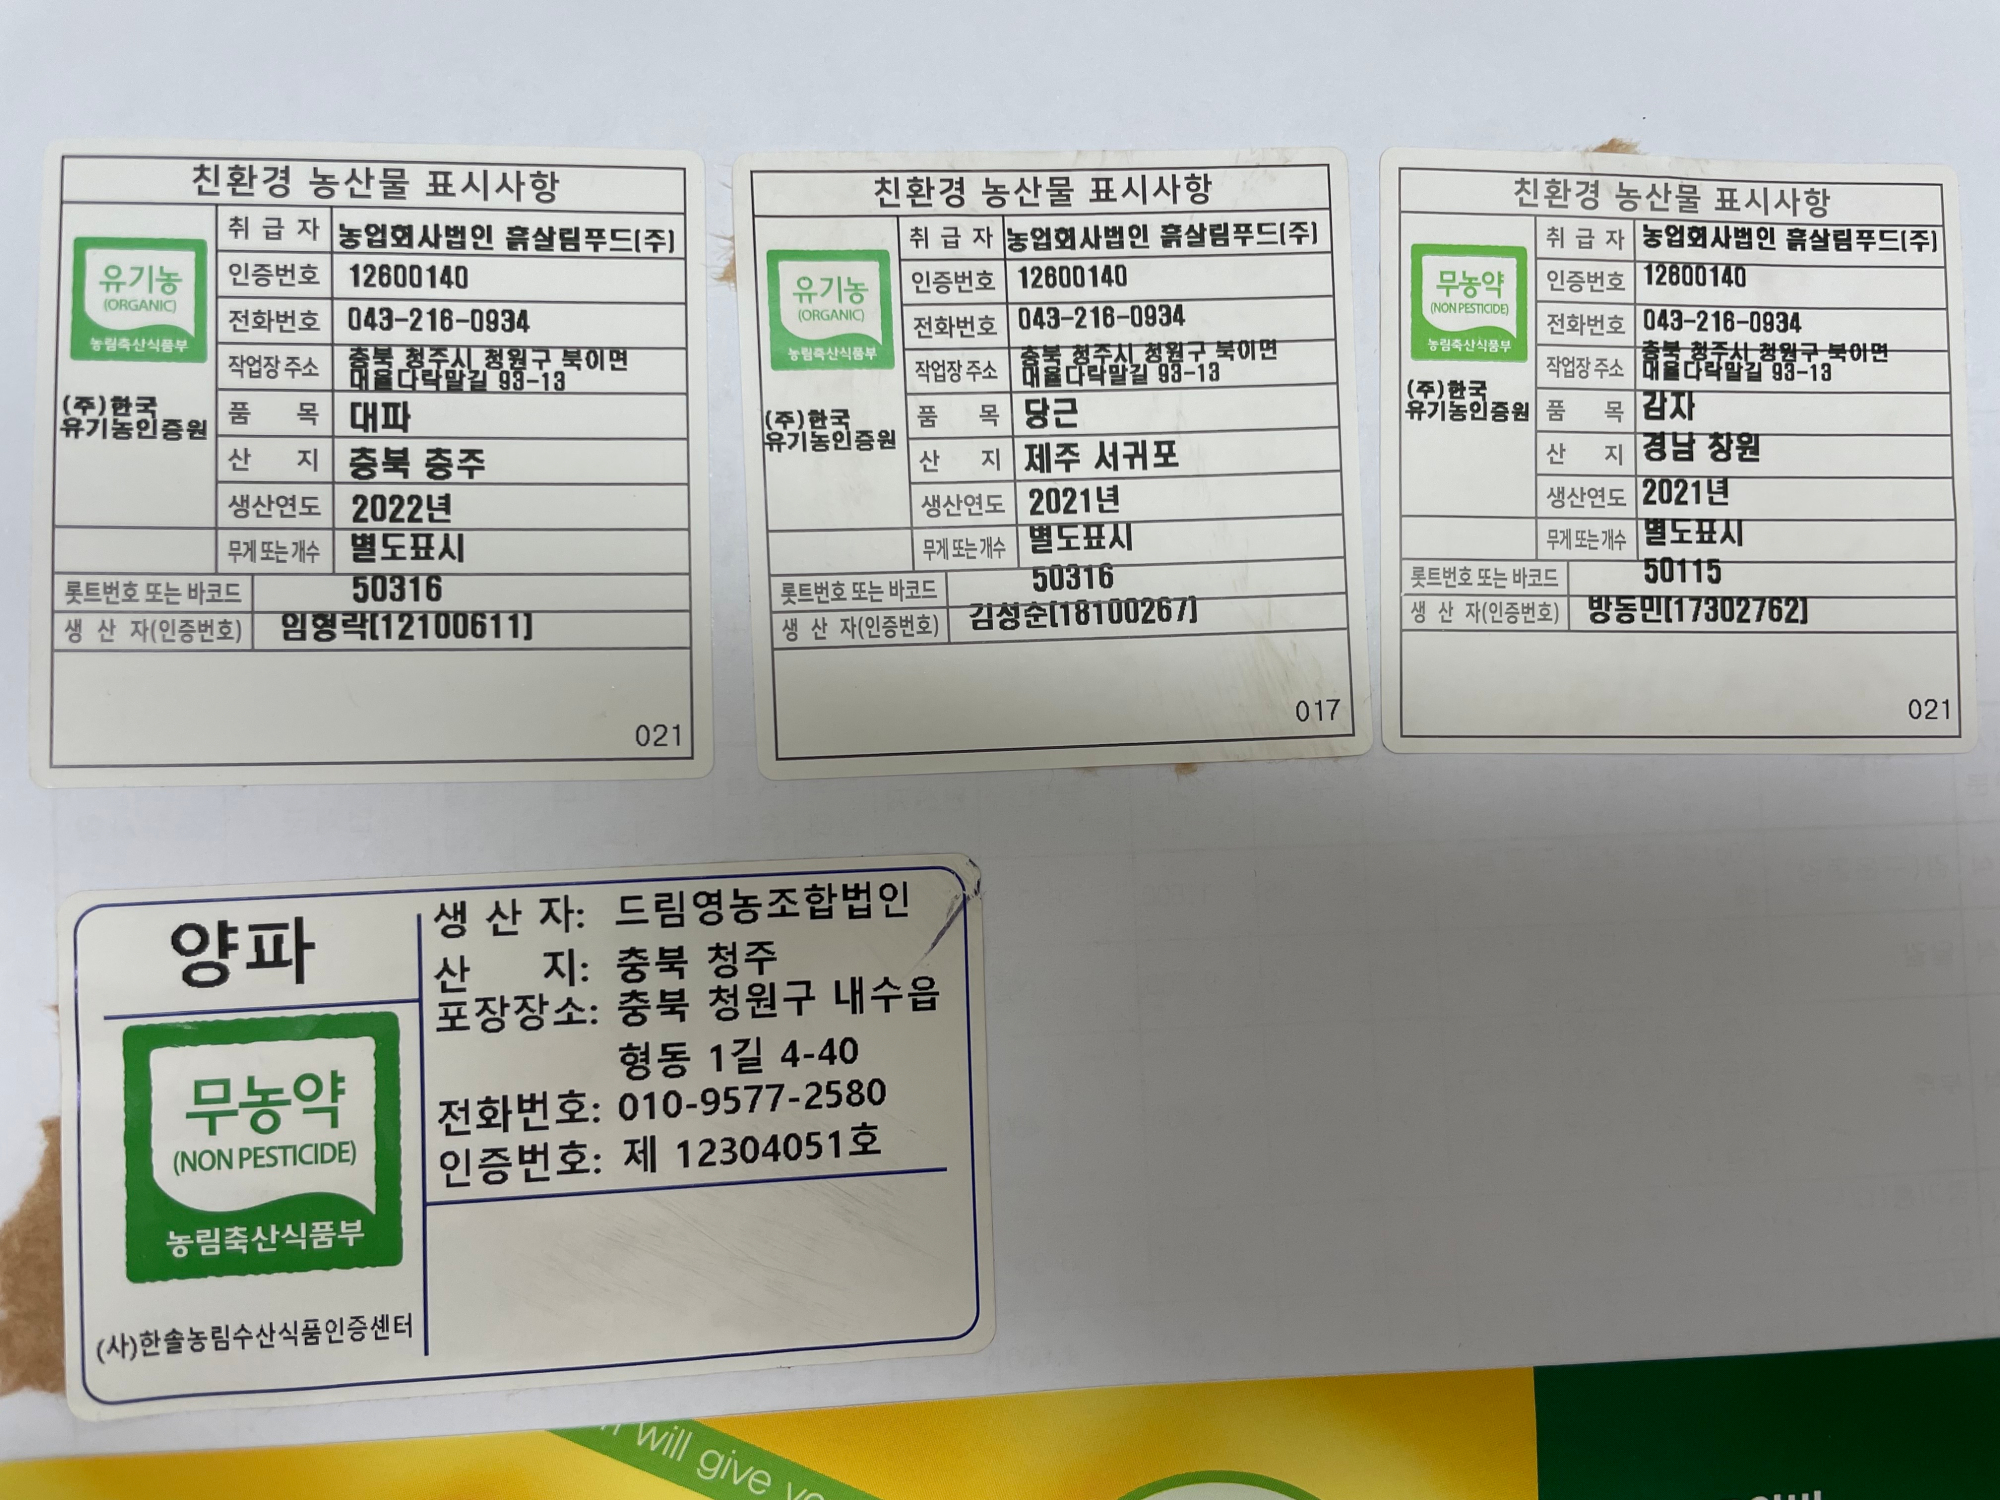 친환경 농산물 표시사항
유기농
(ORGANIC)
농림축산식품부
(주)한국
유기농인증원
취 급 자 농업회사법인 흙살림푸드(주)
인증번호 12600140
전화번호 043-216-0934
작업장 주소 충북 청주시 청원구 북이면
대율다락말길 93-13
품 목 대파
산 지 충북 충주
생산연도 2022년
무게 또는 개수 별도표시
롯트번호 또는 바코드 50316
생 산 자(인증번호) 임형락[12100611]
021
친환경 농산물 표시사항
유기농
(ORGANIC)
농림축산식품부
(주)한국
유기농인증원
취 급 자 농업회사법인 흙살림푸드(주)
인증번호 12600140
전화번호 043-216-0934
작업장 주소 충북 청주시 청원구 북이면
대율다락말길 93-13
품 목 당근
산 지 제주 서귀포
생산연도 2021년
무게 또는 개수 별도표시
롯트번호 또는 바코드 50316
생 산 자(인증번호) 김성순[18100267]
017
친환경 농산물 표시사항
무농약
(NON PESTICIDE)
농림축산식품부
(주)한국
유기농인증원
취 급 자 농업회사법인 흙살림푸드(주)
인증번호 12600140
전화번호 043-216-0934
작업장 주소 충북 청주시 청원구 북이면
대율다락말길 93-13
품 목 감자
산 지 경남 창원
생산연도 2021년
무게 또는 개수 별도표시
롯트번호 또는 바코드 50115
생 산 자(인증번호) 방동민[17302762]
021
양파
무농약
(NON PESTICIDE)
농림축산식품부
(사)한솔농림수산식품인증센터
생 산 자: 드림영농조합법인
산 지: 충북 청주
포장장소: 충북 청원구 내수읍
형동 1길 4-40
전화번호: 010-9577-2580
인증번호: 제 12304051호
will give